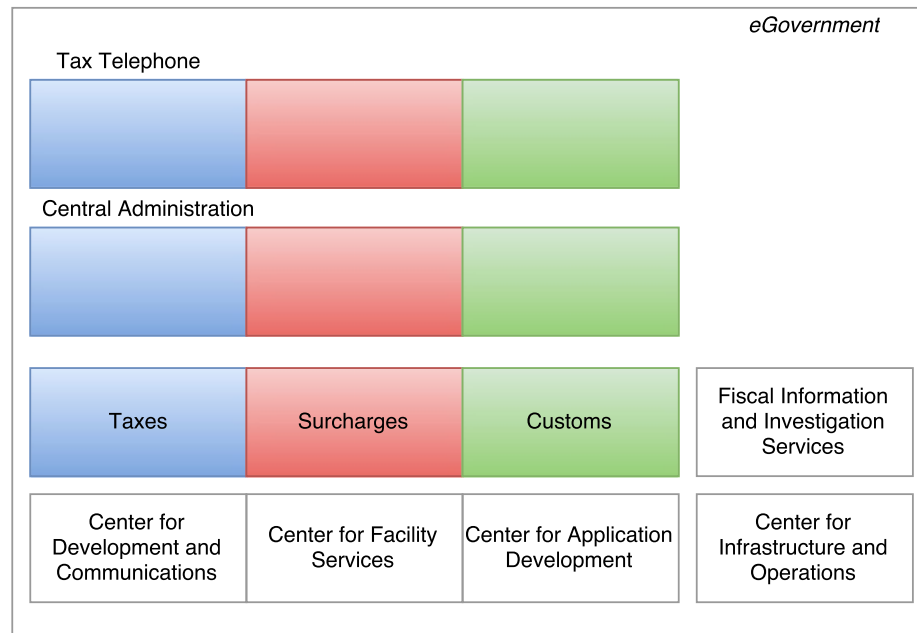 eGovernment
Tax Telephone
Central Administration
Taxes
Surcharges
Customs
Fiscal Information
and Investigation
Services
Center for
Development and
Communications
Center for Facility
Services
Center for Application
Development
Center for
Infrastructure and
Operations